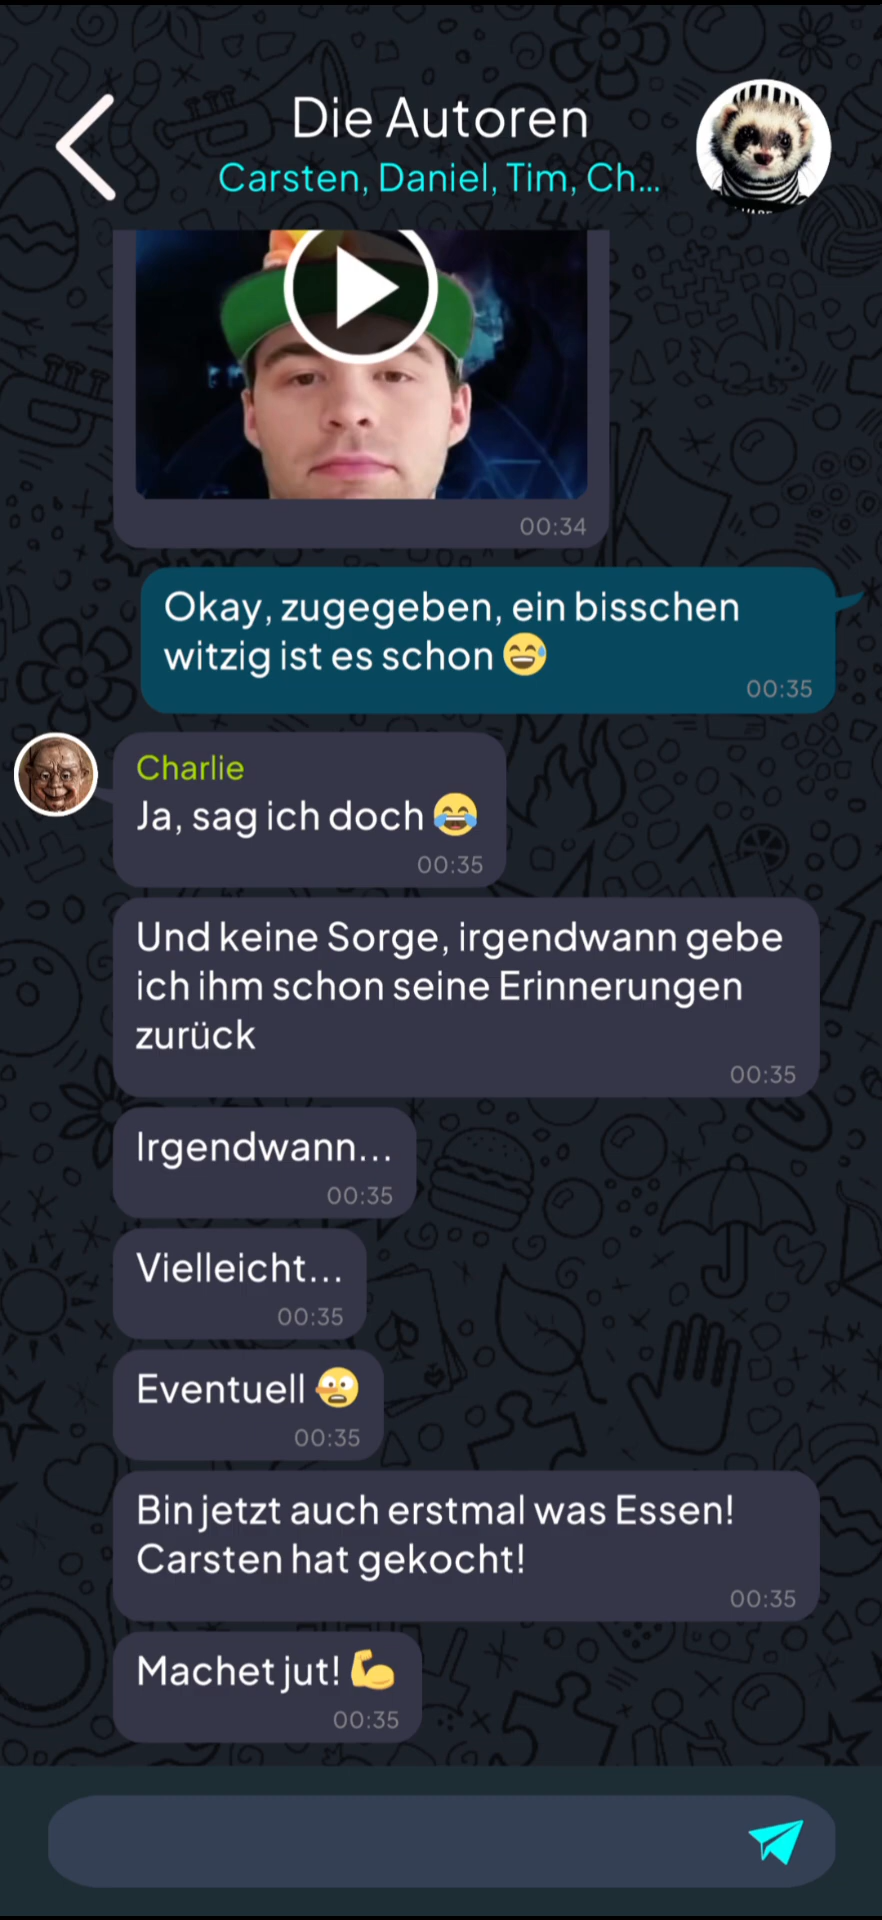 Die Autoren
Carsten, Daniel, Tim, Ch...
00:34
Okay, zugegeben, ein bisschen
witzig ist es schon 😅
00:35
Charlie
Ja, sag ich doch 😂
00:35
Und keine Sorge, irgendwann gebe
ich ihm schon seine Erinnerungen
zurück
00:35
Irgendwann...
00:35
Vielleicht...
00:35
Eventuell 🤥
00:35
Bin jetzt auch erstmal was Essen!
Carsten hat gekocht!
00:35
Machet jut! 💪
00:35